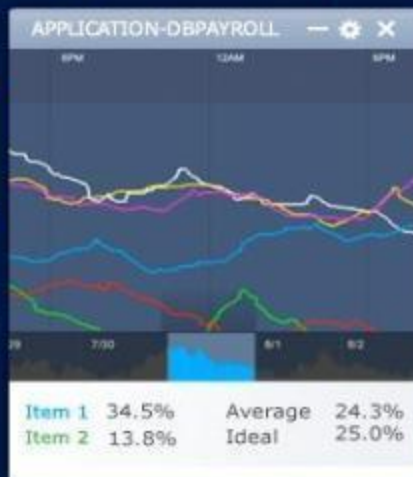 APPLICATION-DBPAYROLL
6PM 12AM 6PM
29 7/30 8/1 8/2
Item 1 34.5% Average 24.3%
Item 2 13.8% Ideal 25.0%